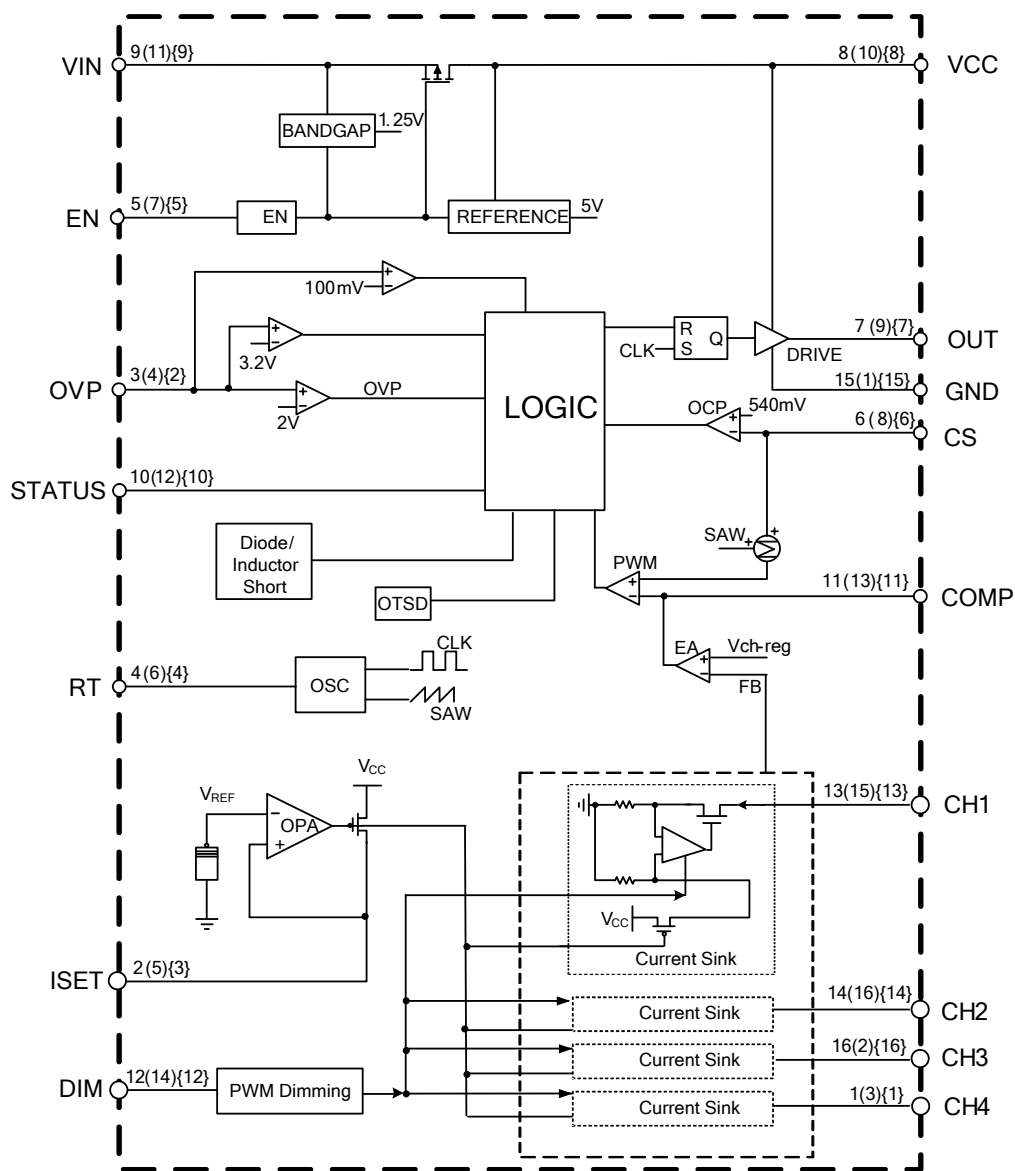 VIN
9(11){9}
8(10){8}
VCC
BANDGAP
1.25V
EN
5(7){5}
EN
REFERENCE
5V
100mV
+
−
3.2V
+
−
OVP
3(4){2}
2V
+
−
OVP
LOGIC
R
S
Q
CLK
DRIVE
7(9){7}
OUT
15(1){15}
GND
OCP
540mV
+
−
6(8){6}
CS
STATUS
10(12){10}
SAW
+
+
Σ
Diode/
Inductor
Short
OTSD
PWM
+
−
11(13){11}
COMP
EA
+
−
Vch-reg
FB
RT
4(6){4}
OSC
CLK
SAW
VREF
VCC
−
OPA
+
13(15){13}
CH1
VCC
Current Sink
ISET
2(5){3}
Current Sink
14(16){14}
CH2
Current Sink
16(2){16}
CH3
DIM
12(14){12}
PWM Dimming
Current Sink
1(3){1}
CH4